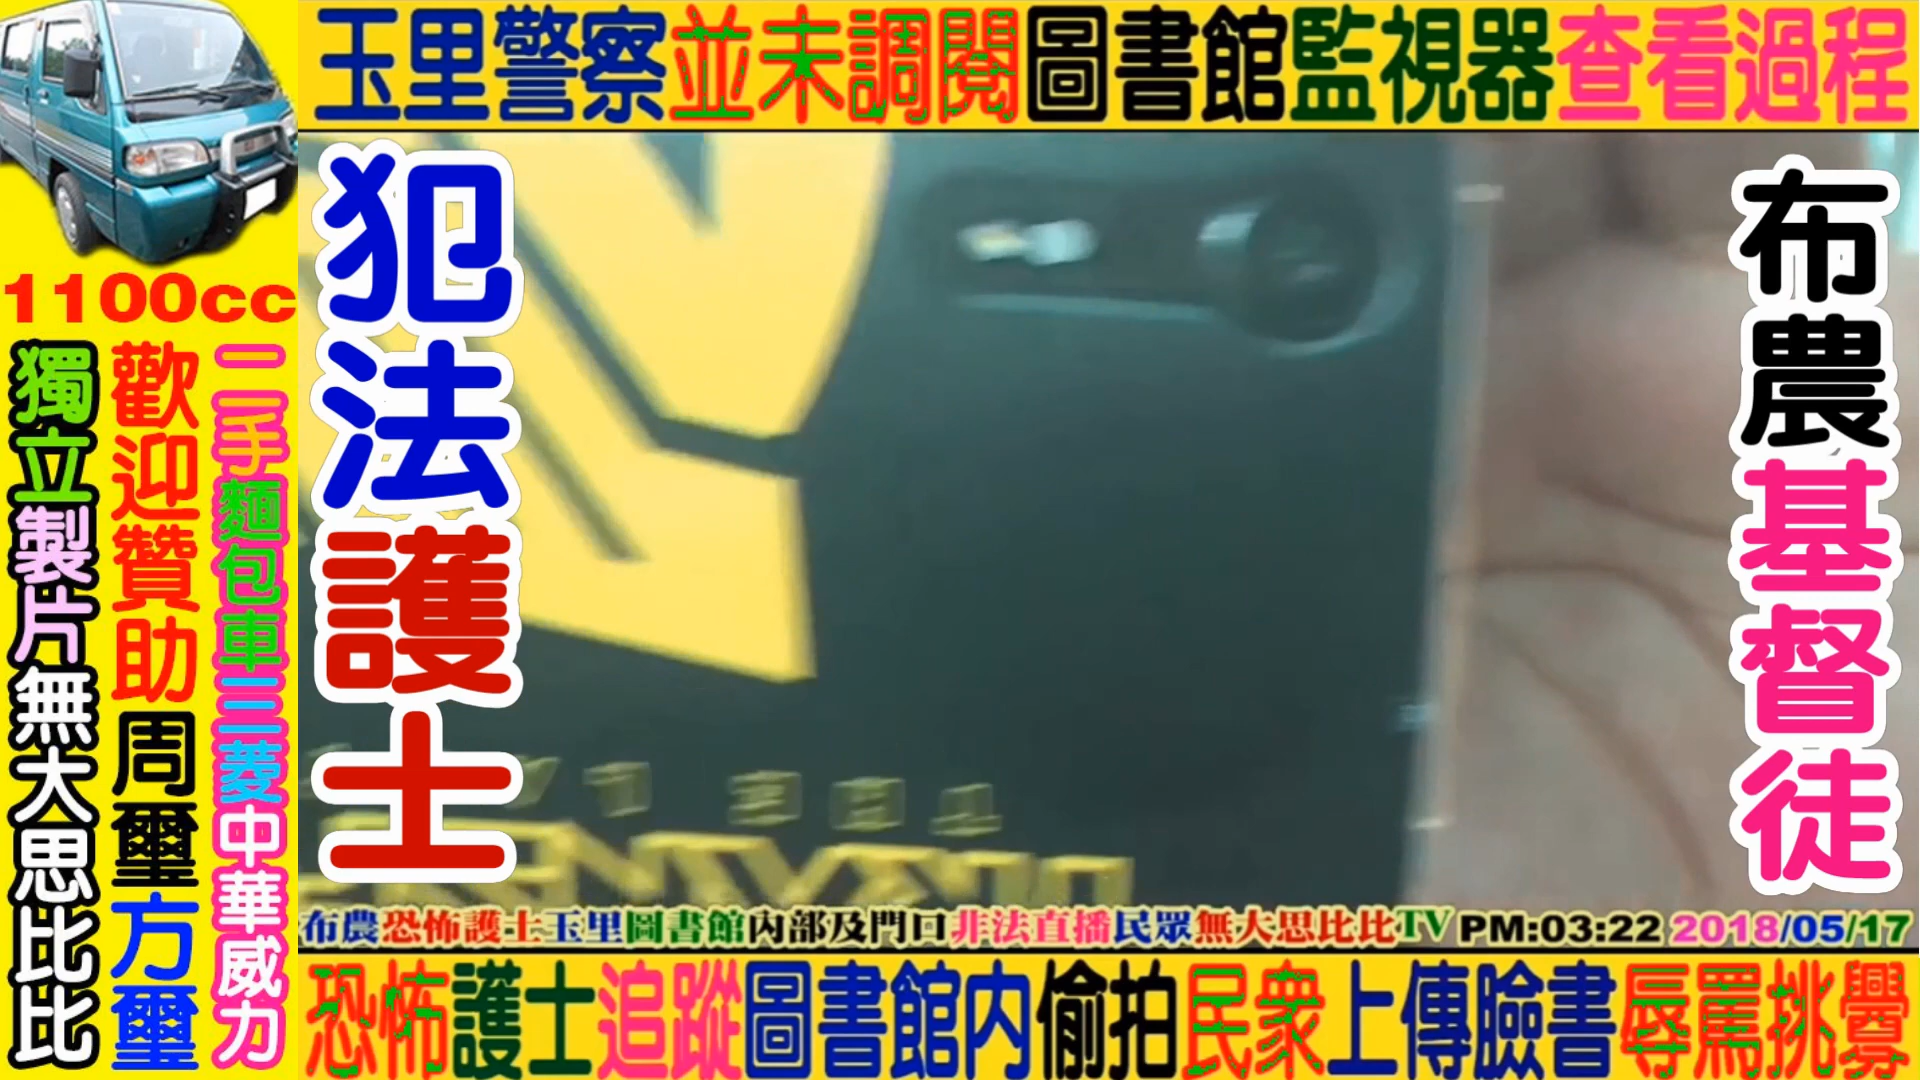 玉里警察並未調閱圖書館監視器查看過程
1100cc
二手麵包車三菱中華威力
歡迎贊助周璽方璽
獨立製片無大思比比
犯法護士
布農基督徒
布農恐怖護士玉里圖書館內部及門口非法直播民眾無大思比比TV PM:03:22 2018/05/17
恐怖護士追蹤圖書館內偷拍民衆上傳臉書辱罵挑釁